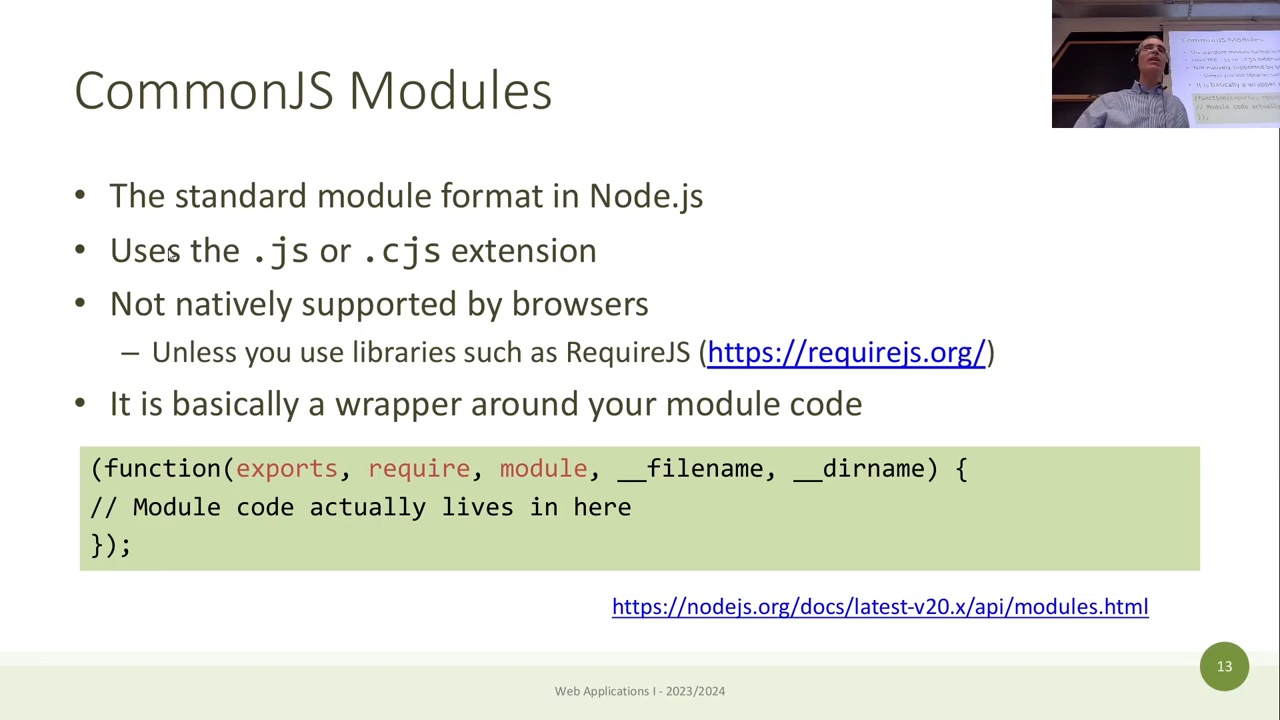 CommonJS Modules
• The standard module format in Node.js
• Uses the .js or .cjs extension
• Not natively supported by browsers
– Unless you use libraries such as RequireJS (https://requirejs.org/)
• It is basically a wrapper around your module code
(function(exports, require, module, __filename, __dirname) {
// Module code actually lives in here
});
https://nodejs.org/docs/latest-v20.x/api/modules.html
13
Web Applications I - 2023/2024